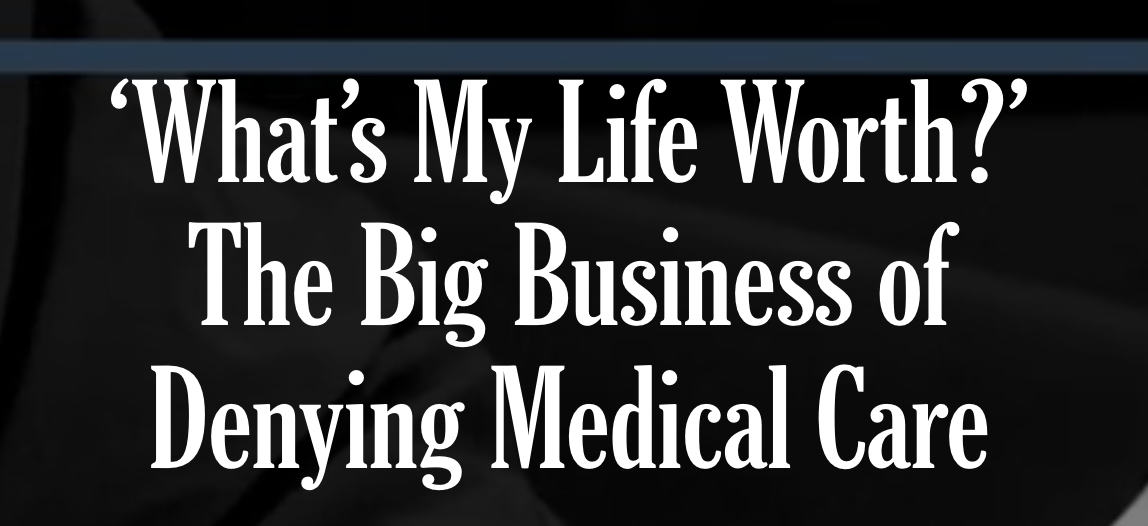 ‘What’s My Life Worth?’
The Big Business of
Denying Medical Care